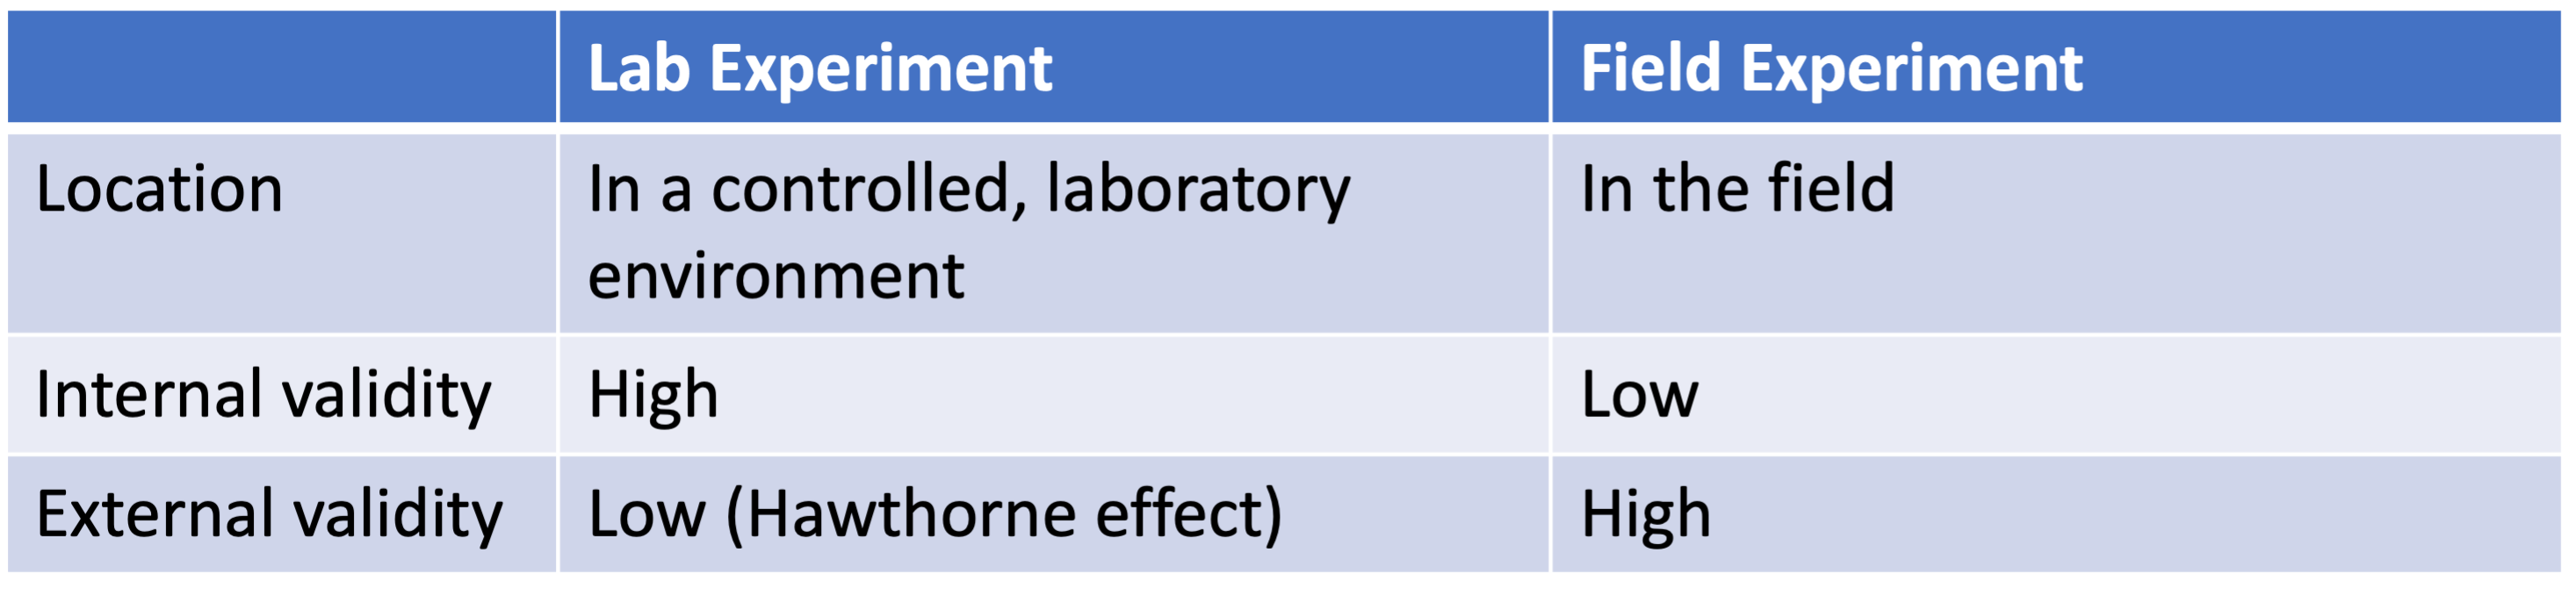 Lab Experiment
Field Experiment
Location
In a controlled, laboratory
environment
In the field
Internal validity
High
Low
External validity
Low (Hawthorne effect)
High